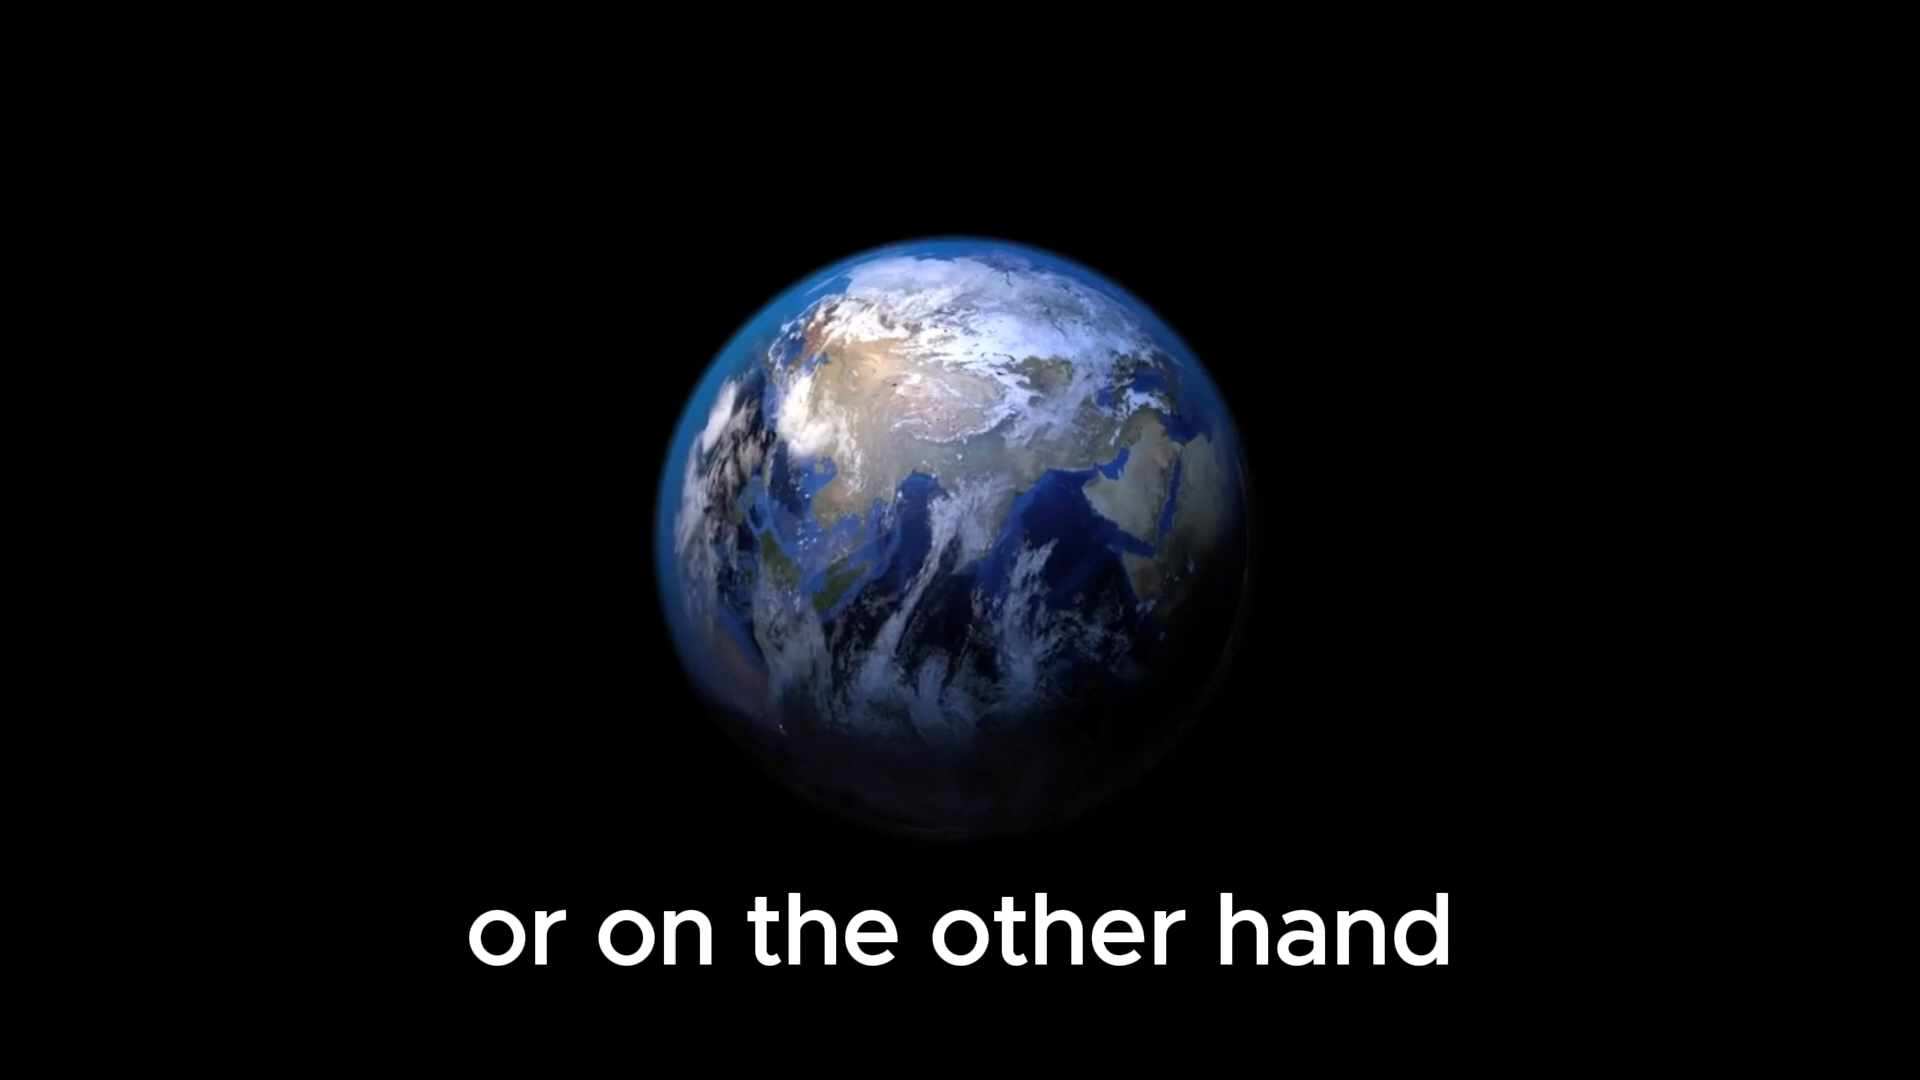 or on the other hand